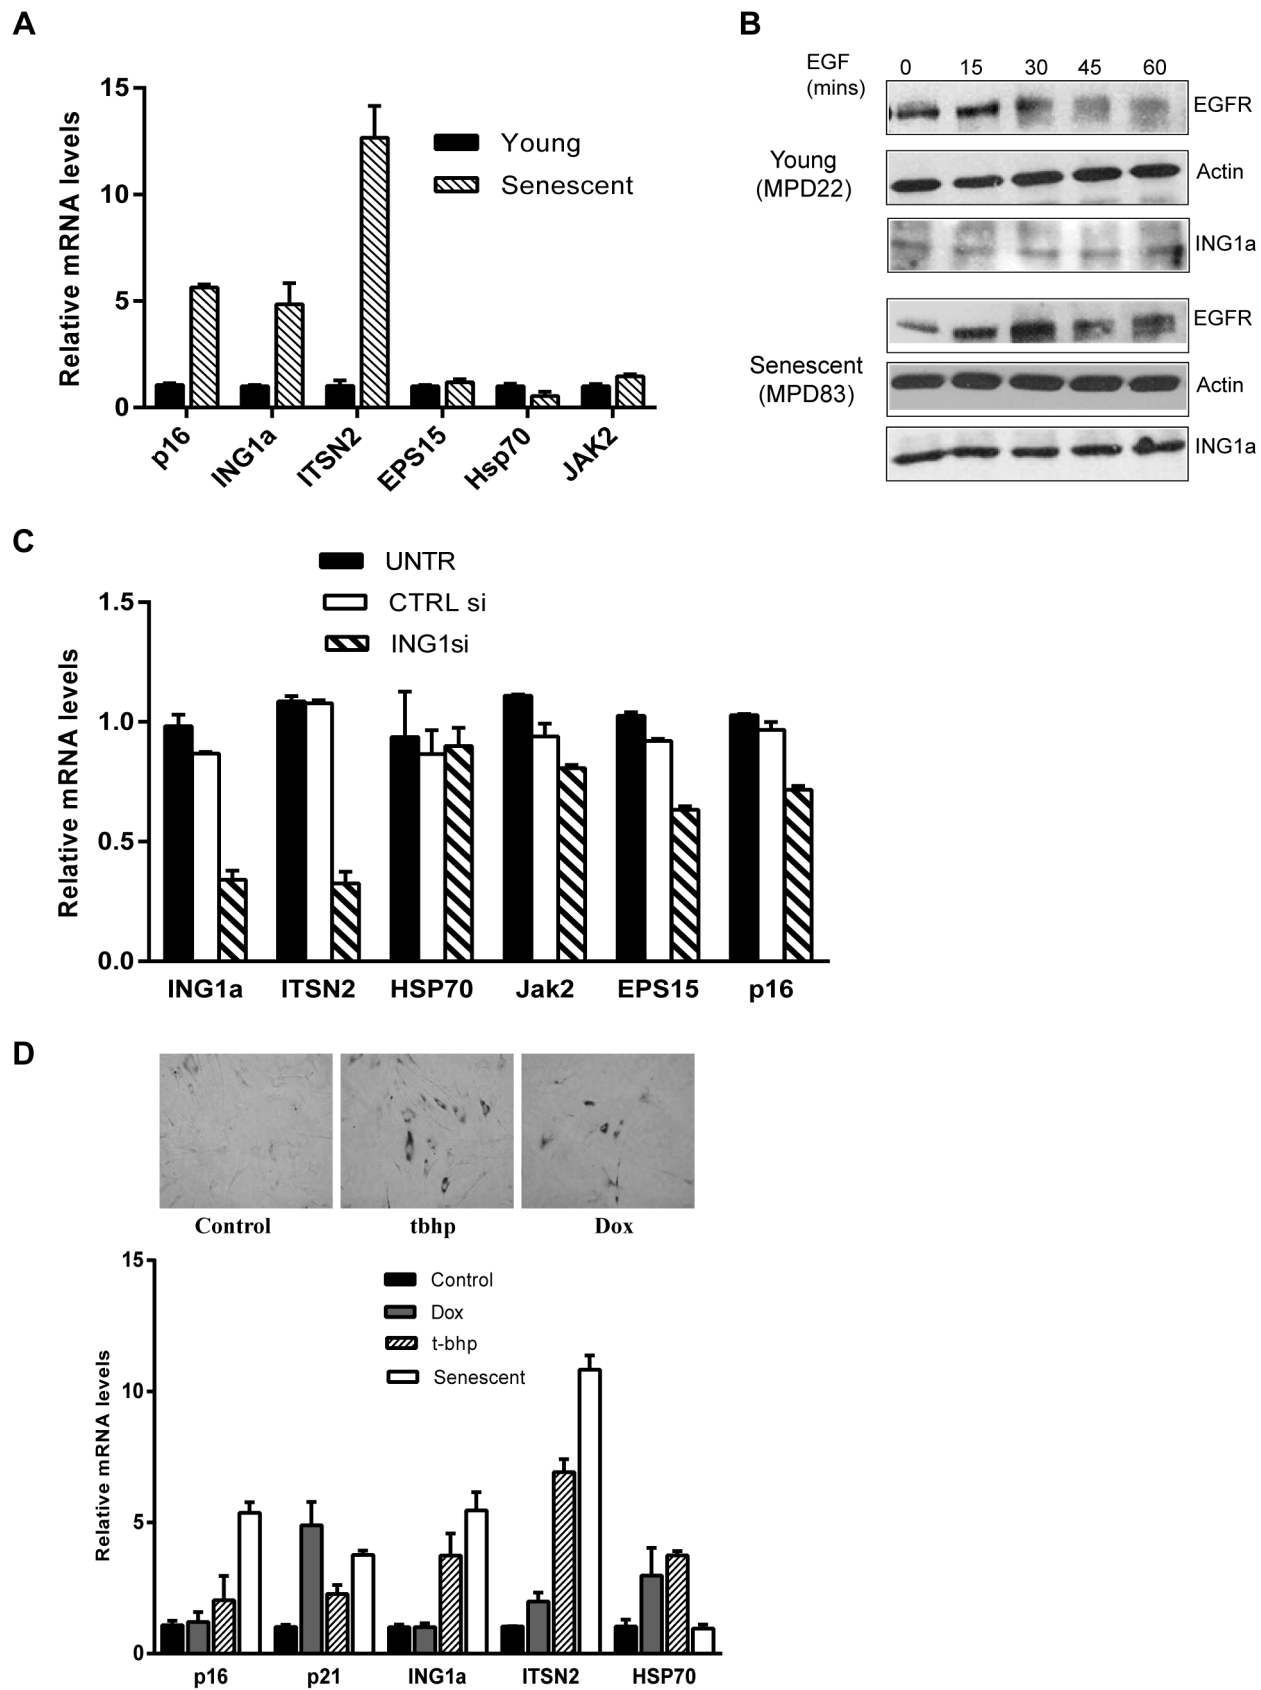 A
Relative mRNA levels
15
10
5
0
Young
Senescent
p16
ING1a
ITSN2
EPS15
Hsp70
JAK2
B
EGF
(mins)
0 15 30 45 60
EGFR
Young
(MPD22)
Actin
ING1a
EGFR
Senescent
(MPD83)
Actin
ING1a
C
UNTR
CTRL si
ING1si
Relative mRNA levels
1.5
1.0
0.5
0.0
ING1a ITSN2 HSP70 Jak2 EPS15 p16
D
Control tbhp Dox
Relative mRNA levels
15
10
5
0
Control
Dox
t-bhp
Senescent
p16 p21 ING1a ITSN2 HSP70